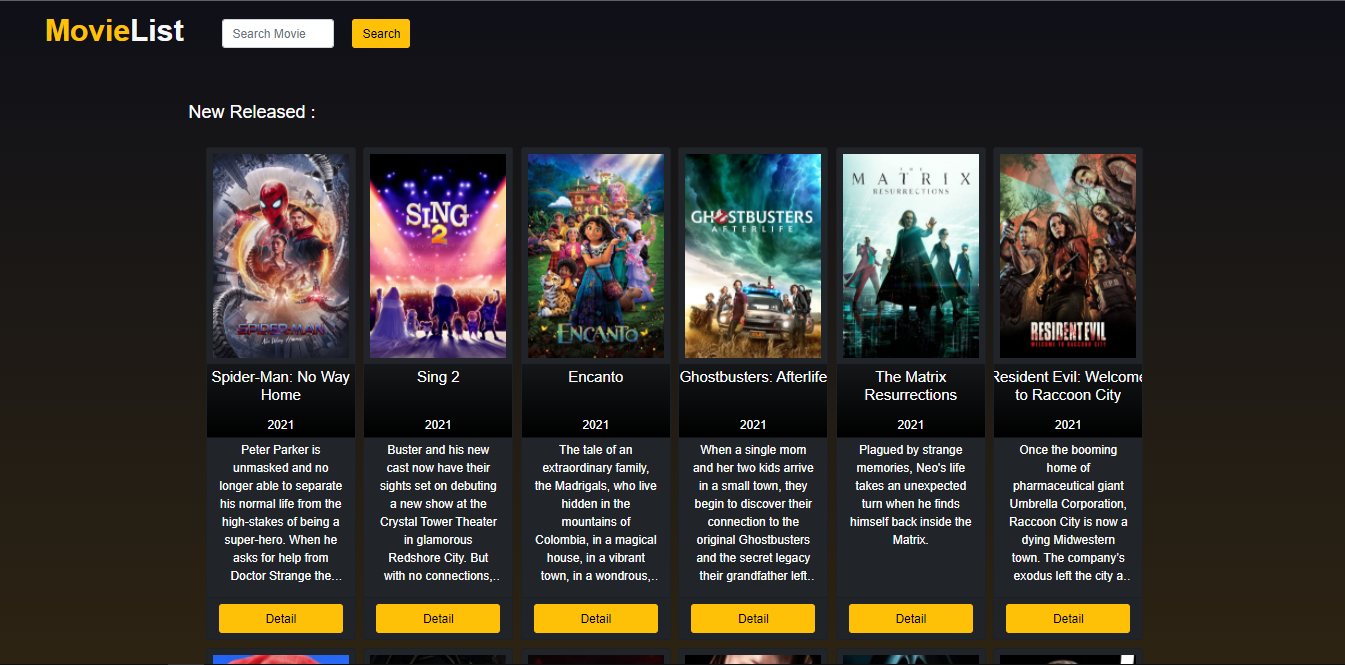 MovieList
Search Movie
Search
New Released :
SPIDER-MAN
No Way Home
SING
2
ENCANTO
GHOSTBUSTERS
AFTERLIFE
THE
MATRIX
RESURRECTIONS
RESIDENT EVIL
WELCOME TO RACCOON CITY
Spider-Man: No Way
Home
2021
Peter Parker is
unmasked and no
longer able to separate
his normal life from the
high-stakes of being a
super-hero. When he
asks for help from
Doctor Strange the...
Detail
Sing 2
2021
Buster and his new
cast now have their
sights set on debuting
a new show at the
Crystal Tower Theater
in glamorous
Redshore City. But
with no connections,..
Detail
Encanto
2021
The tale of an
extraordinary family,
the Madrigals, who live
hidden in the
mountains of
Colombia, in a magical
house, in a vibrant
town, in a wondrous,..
Detail
Ghostbusters: Afterlife
2021
When a single mom
and her two kids arrive
in a small town, they
begin to discover their
connection to the
original Ghostbusters
and the secret legacy
their grandfather left..
Detail
The Matrix
Resurrections
2021
Plagued by strange
memories, Neo's life
takes an unexpected
turn when he finds
himself back inside the
Matrix.
Detail
Resident Evil: Welcome
to Raccoon City
2021
Once the booming
home of
pharmaceutical giant
Umbrella Corporation,
Raccoon City is now a
dying Midwestern
town. The company's
exodus left the city a..
Detail